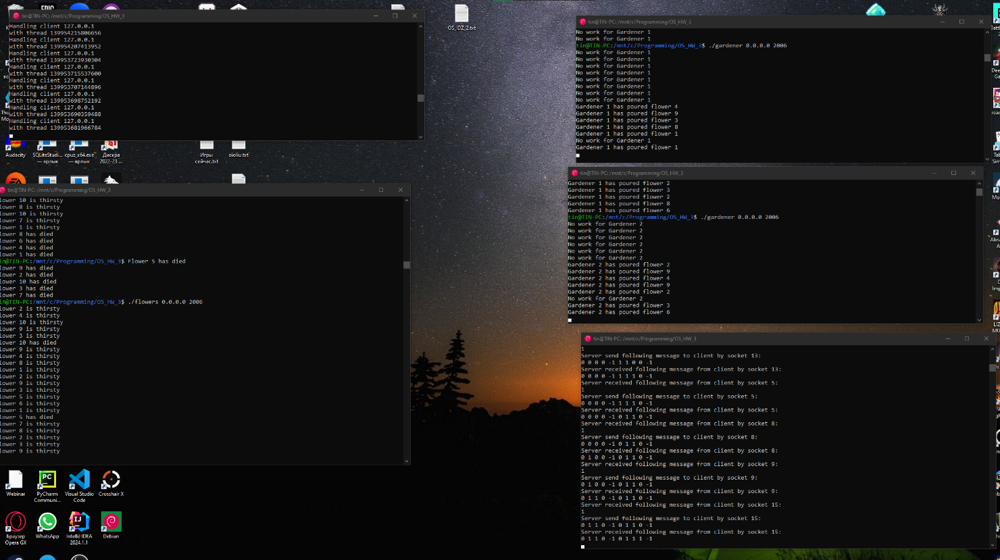 tin@TIN-PC: /mnt/c/Programming/OS_HW_3
Handling client 127.0.0.1
with thread 139954215806656
Handling client 127.0.0.1
with thread 139954207413952
Handling client 127.0.0.1
with thread 139953723930304
Handling client 127.0.0.1
with thread 139953715537600
Handling client 127.0.0.1
with thread 139953707144896
Handling client 127.0.0.1
with thread 139953698752192
Handling client 127.0.0.1
with thread 139953690359488
Handling client 127.0.0.1
with thread 139953681966784
EPIC
OS_IDZ_2.txt
Audacity
SQLiteStudi...
— ярлык
cpuz_x64.exe
— ярлык
Дискра
2022-23 ...
Игры
сейчас.txt
oioliu.txt
tin@TIN-PC: /mnt/c/Programming/OS_HW_3
lower 10 is thirsty
lower 8 is thirsty
lower 10 is thirsty
lower 7 is thirsty
lower 1 is thirsty
lower 8 has died
lower 6 has died
lower 4 has died
lower 1 has died
in@TIN-PC:/mnt/c/Programming/OS_HW_3$ Flower 5 has died
lower 9 has died
lower 2 has died
lower 10 has died
lower 3 has died
lower 7 has died
in@TIN-PC:/mnt/c/Programming/OS_HW_3$ ./flowers 0.0.0.0 2006
lower 2 is thirsty
lower 4 is thirsty
lower 10 is thirsty
lower 9 is thirsty
lower 3 is thirsty
lower 10 has died
lower 9 is thirsty
lower 4 is thirsty
lower 8 is thirsty
lower 1 is thirsty
lower 2 is thirsty
lower 9 is thirsty
lower 3 is thirsty
lower 5 is thirsty
lower 6 is thirsty
lower 1 is thirsty
lower 5 has died
lower 7 is thirsty
lower 8 is thirsty
lower 2 is thirsty
lower 3 is thirsty
lower 9 is thirsty
Webinar
PyCharm
Communi...
Visual Studio
Code
Crosshair X
Браузер
Opera GX
WhatsApp
IntelliJ IDEA
2024.1.1
Debian
tin@TIN-PC: /mnt/c/Programming/OS_HW_3
No work for Gardener 1
No work for Gardener 1
tin@TIN-PC:/mnt/c/Programming/OS_HW_3$ ./gardener 0.0.0.0 2006
No work for Gardener 1
No work for Gardener 1
No work for Gardener 1
No work for Gardener 1
No work for Gardener 1
No work for Gardener 1
No work for Gardener 1
No work for Gardener 1
Gardener 1 has poured flower 4
Gardener 1 has poured flower 9
Gardener 1 has poured flower 3
Gardener 1 has poured flower 8
Gardener 1 has poured flower 1
No work for Gardener 1
Gardener 1 has poured flower 1
tin@TIN-PC: /mnt/c/Programming/OS_HW_3
Gardener 1 has poured flower 2
Gardener 1 has poured flower 3
Gardener 1 has poured flower 2
Gardener 1 has poured flower 8
Gardener 1 has poured flower 6
tin@TIN-PC:/mnt/c/Programming/OS_HW_3$ ./gardener 0.0.0.0 2006
No work for Gardener 2
No work for Gardener 2
No work for Gardener 2
No work for Gardener 2
No work for Gardener 2
No work for Gardener 2
Gardener 2 has poured flower 2
Gardener 2 has poured flower 9
Gardener 2 has poured flower 4
Gardener 2 has poured flower 9
Gardener 2 has poured flower 2
No work for Gardener 2
Gardener 2 has poured flower 3
Gardener 2 has poured flower 6
tin@TIN-PC: /mnt/c/Programming/OS_HW_3
1
Server send following message to client by socket 13:
0 0 0 0 -1 1 1 0 0 -1
Server received following message from client by socket 13:
0 0 0 0 -1 1 1 1 0 -1
Server received following message from client by socket 5:
1
Server send following message to client by socket 5:
0 0 0 0 -1 1 1 1 0 -1
Server received following message from client by socket 5:
0 0 0 0 -1 0 1 1 0 -1
Server received following message from client by socket 8:
1
Server send following message to client by socket 8:
0 0 0 0 -1 0 1 1 0 -1
Server received following message from client by socket 8:
0 1 0 0 -1 0 1 1 0 -1
Server received following message from client by socket 9:
1
Server send following message to client by socket 9:
0 1 0 0 -1 0 1 1 0 -1
Server received following message from client by socket 9:
0 1 1 0 -1 0 1 1 0 -1
Server received following message from client by socket 15:
1
Server send following message to client by socket 15:
0 1 1 0 -1 0 1 1 0 -1
Server received following message from client by socket 15:
0 1 1 0 -1 0 1 1 1 -1